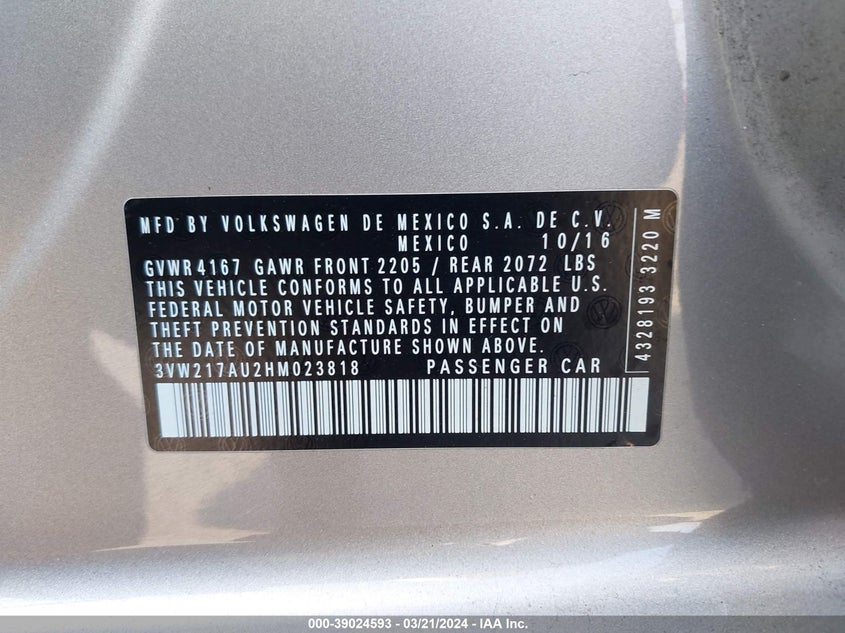 MFD BY VOLKSWAGEN DE MEXICO S.A. DE C.V.
MEXICO 10/16
GVWR 4167 GAWR FRONT 2205 / REAR 2072 LBS
THIS VEHICLE CONFORMS TO ALL APPLICABLE U.S.
FEDERAL MOTOR VEHICLE SAFETY, BUMPER AND
THEFT PREVENTION STANDARDS IN EFFECT ON
THE DATE OF MANUFACTURE SHOWN ABOVE.
3VW217AU2HM023818 PASSENGER CAR
4328193 3220 M
000-39024593 / 03/21/2024 - IAA Inc.